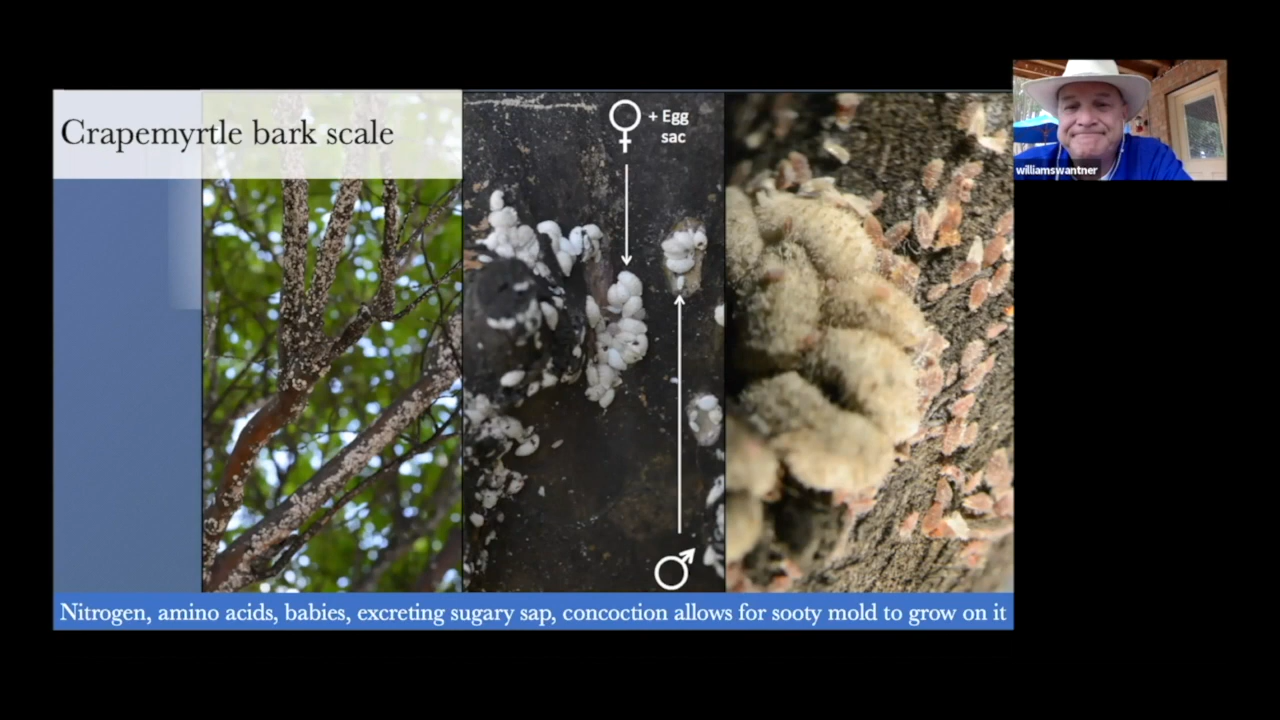 Crapemyrtle bark scale
+ Egg
sac
williamswantner
Nitrogen, amino acids, babies, excreting sugary sap, concoction allows for sooty mold to grow on it